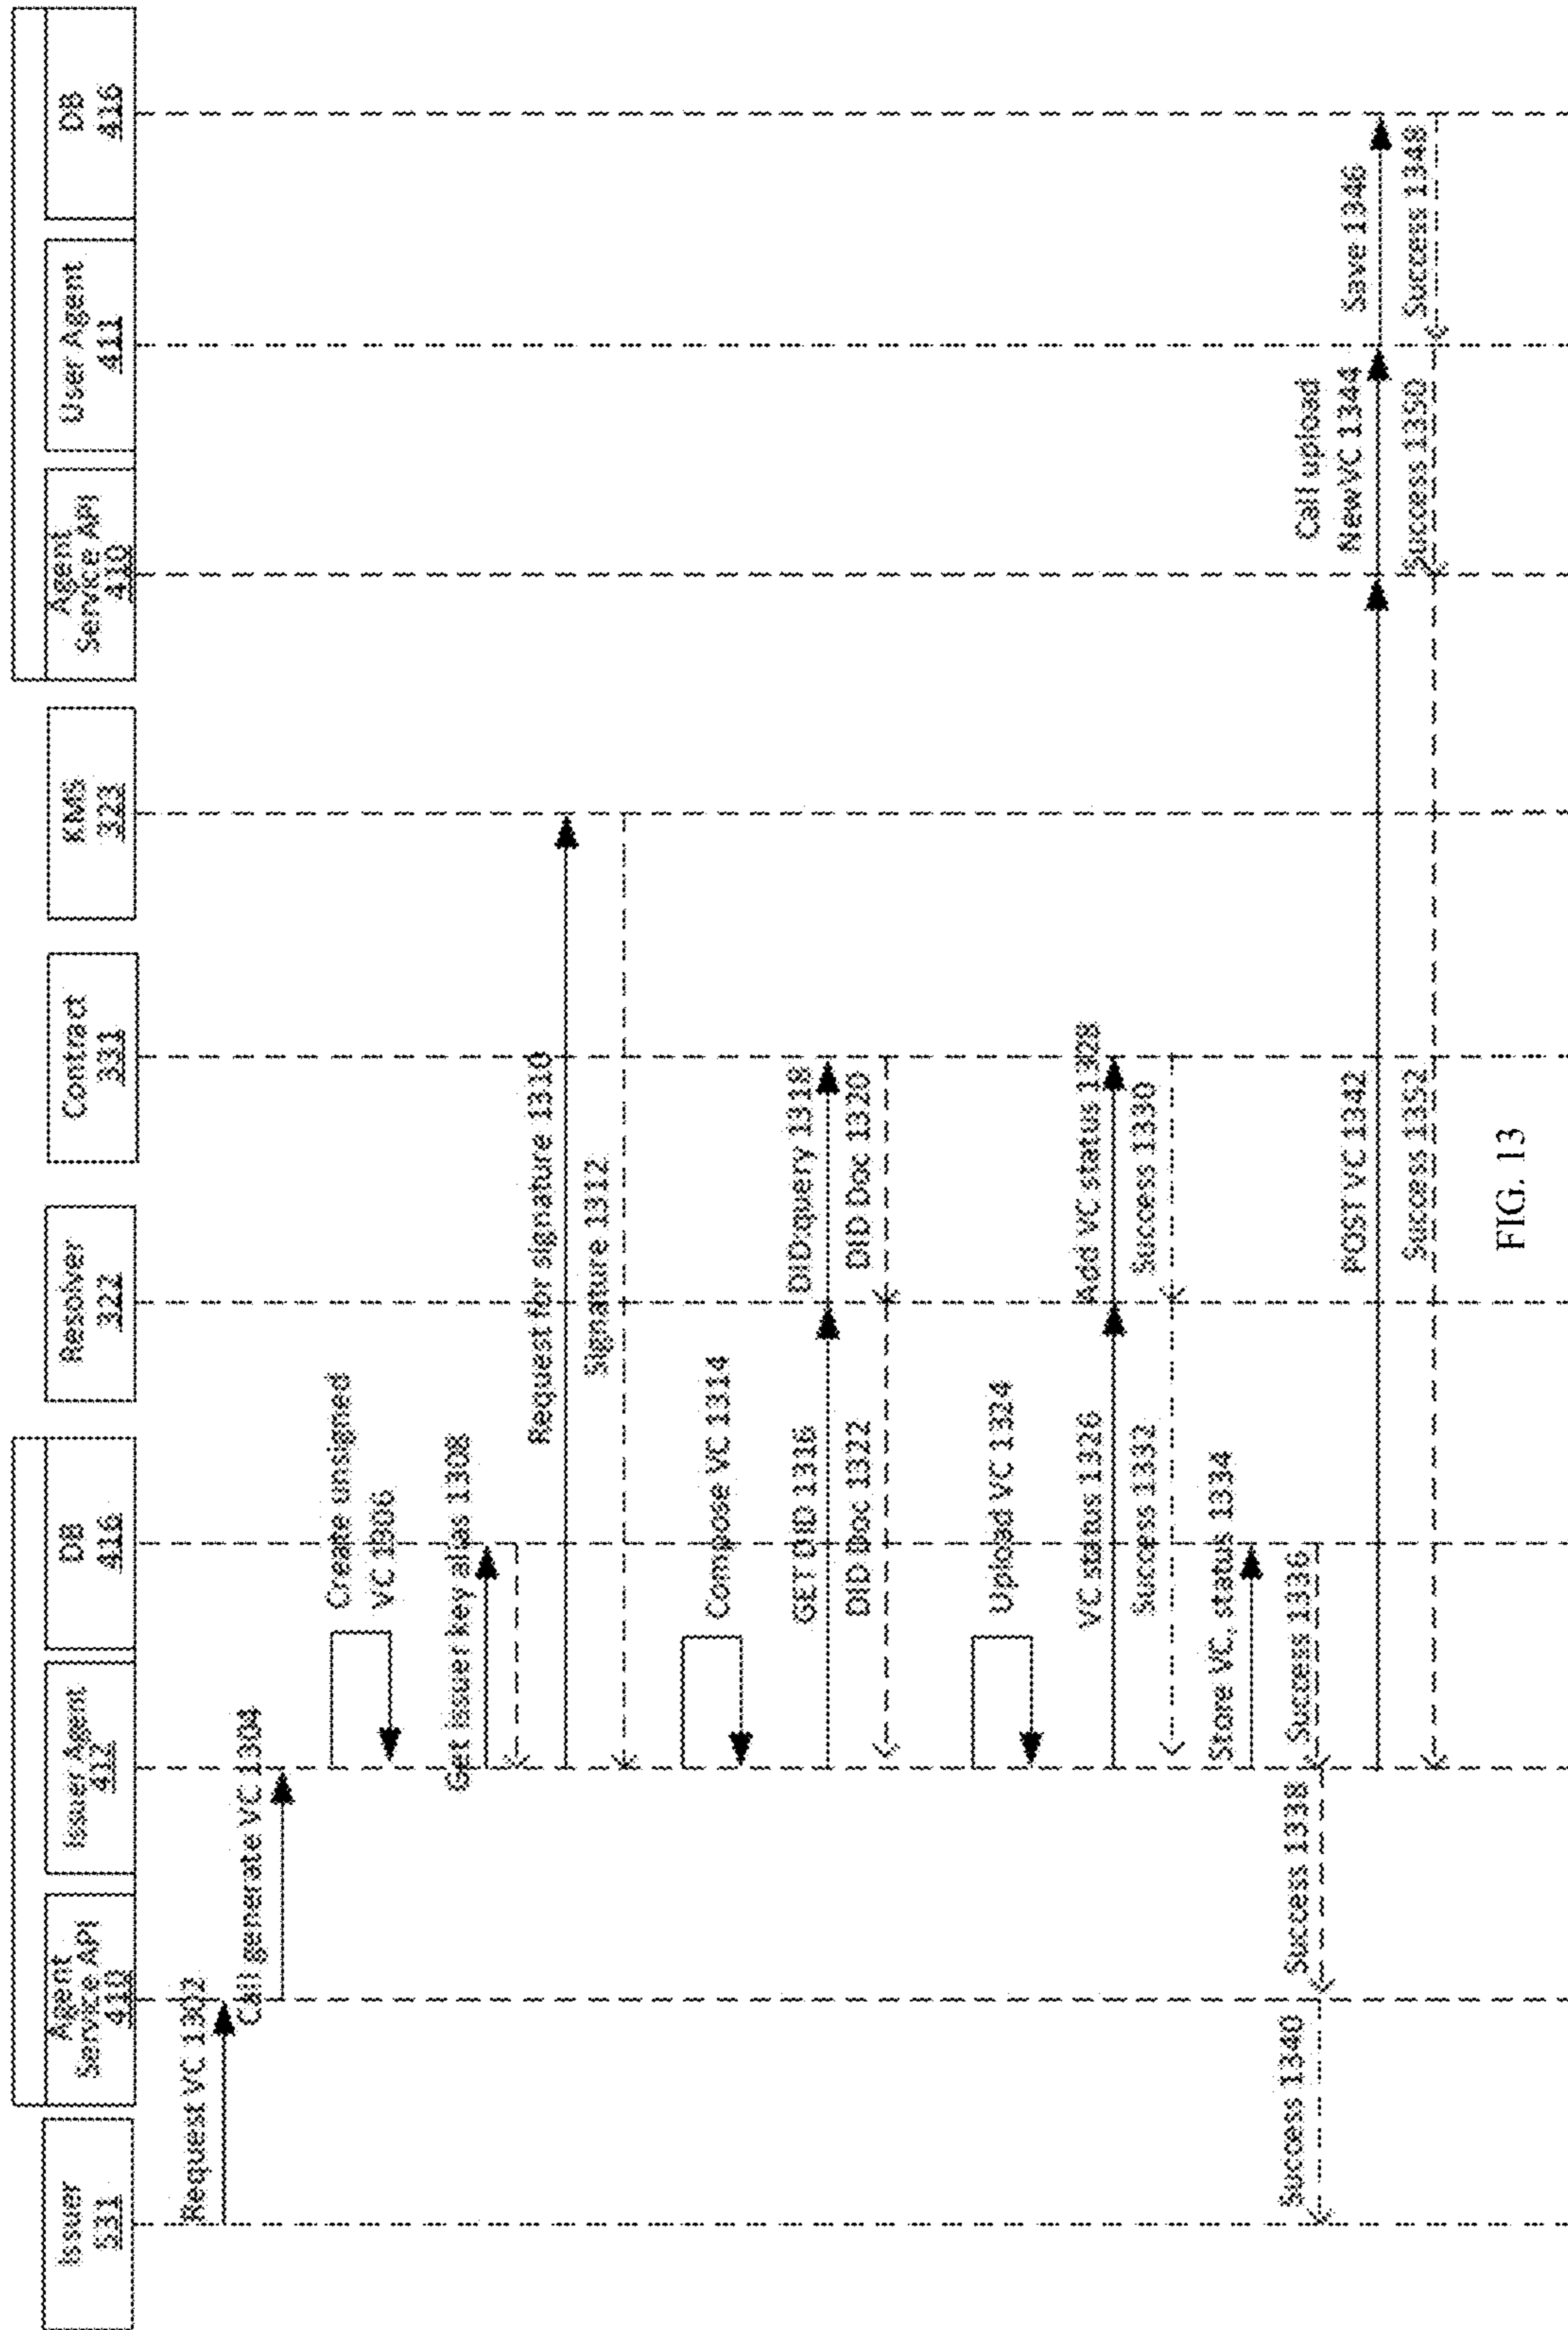 Issuer
531
Agent
Service API
410
Issuer Agent
412
DB
416
Resolver
322
Contract
331
KMS
323
Agent
Service API
410
User Agent
411
DB
416
Request VC 1302
Call generate VC 1304
Create unsigned
VC 1306
Get issuer key alias 1308
Request for signature 1310
Signature 1312
Compose VC 1314
GET DID 1316
DID query 1318
DID Doc 1322
DID Doc 1320
Upload VC 1324
VC status 1326
Add VC status 1328
Success 1332
Success 1330
Store VC, status 1334
Success 1340
Success 1338
Success 1336
POST VC 1342
Call upload
NewVC 1344
Save 1346
Success 1352
Success 1350
Success 1348
FIG. 13